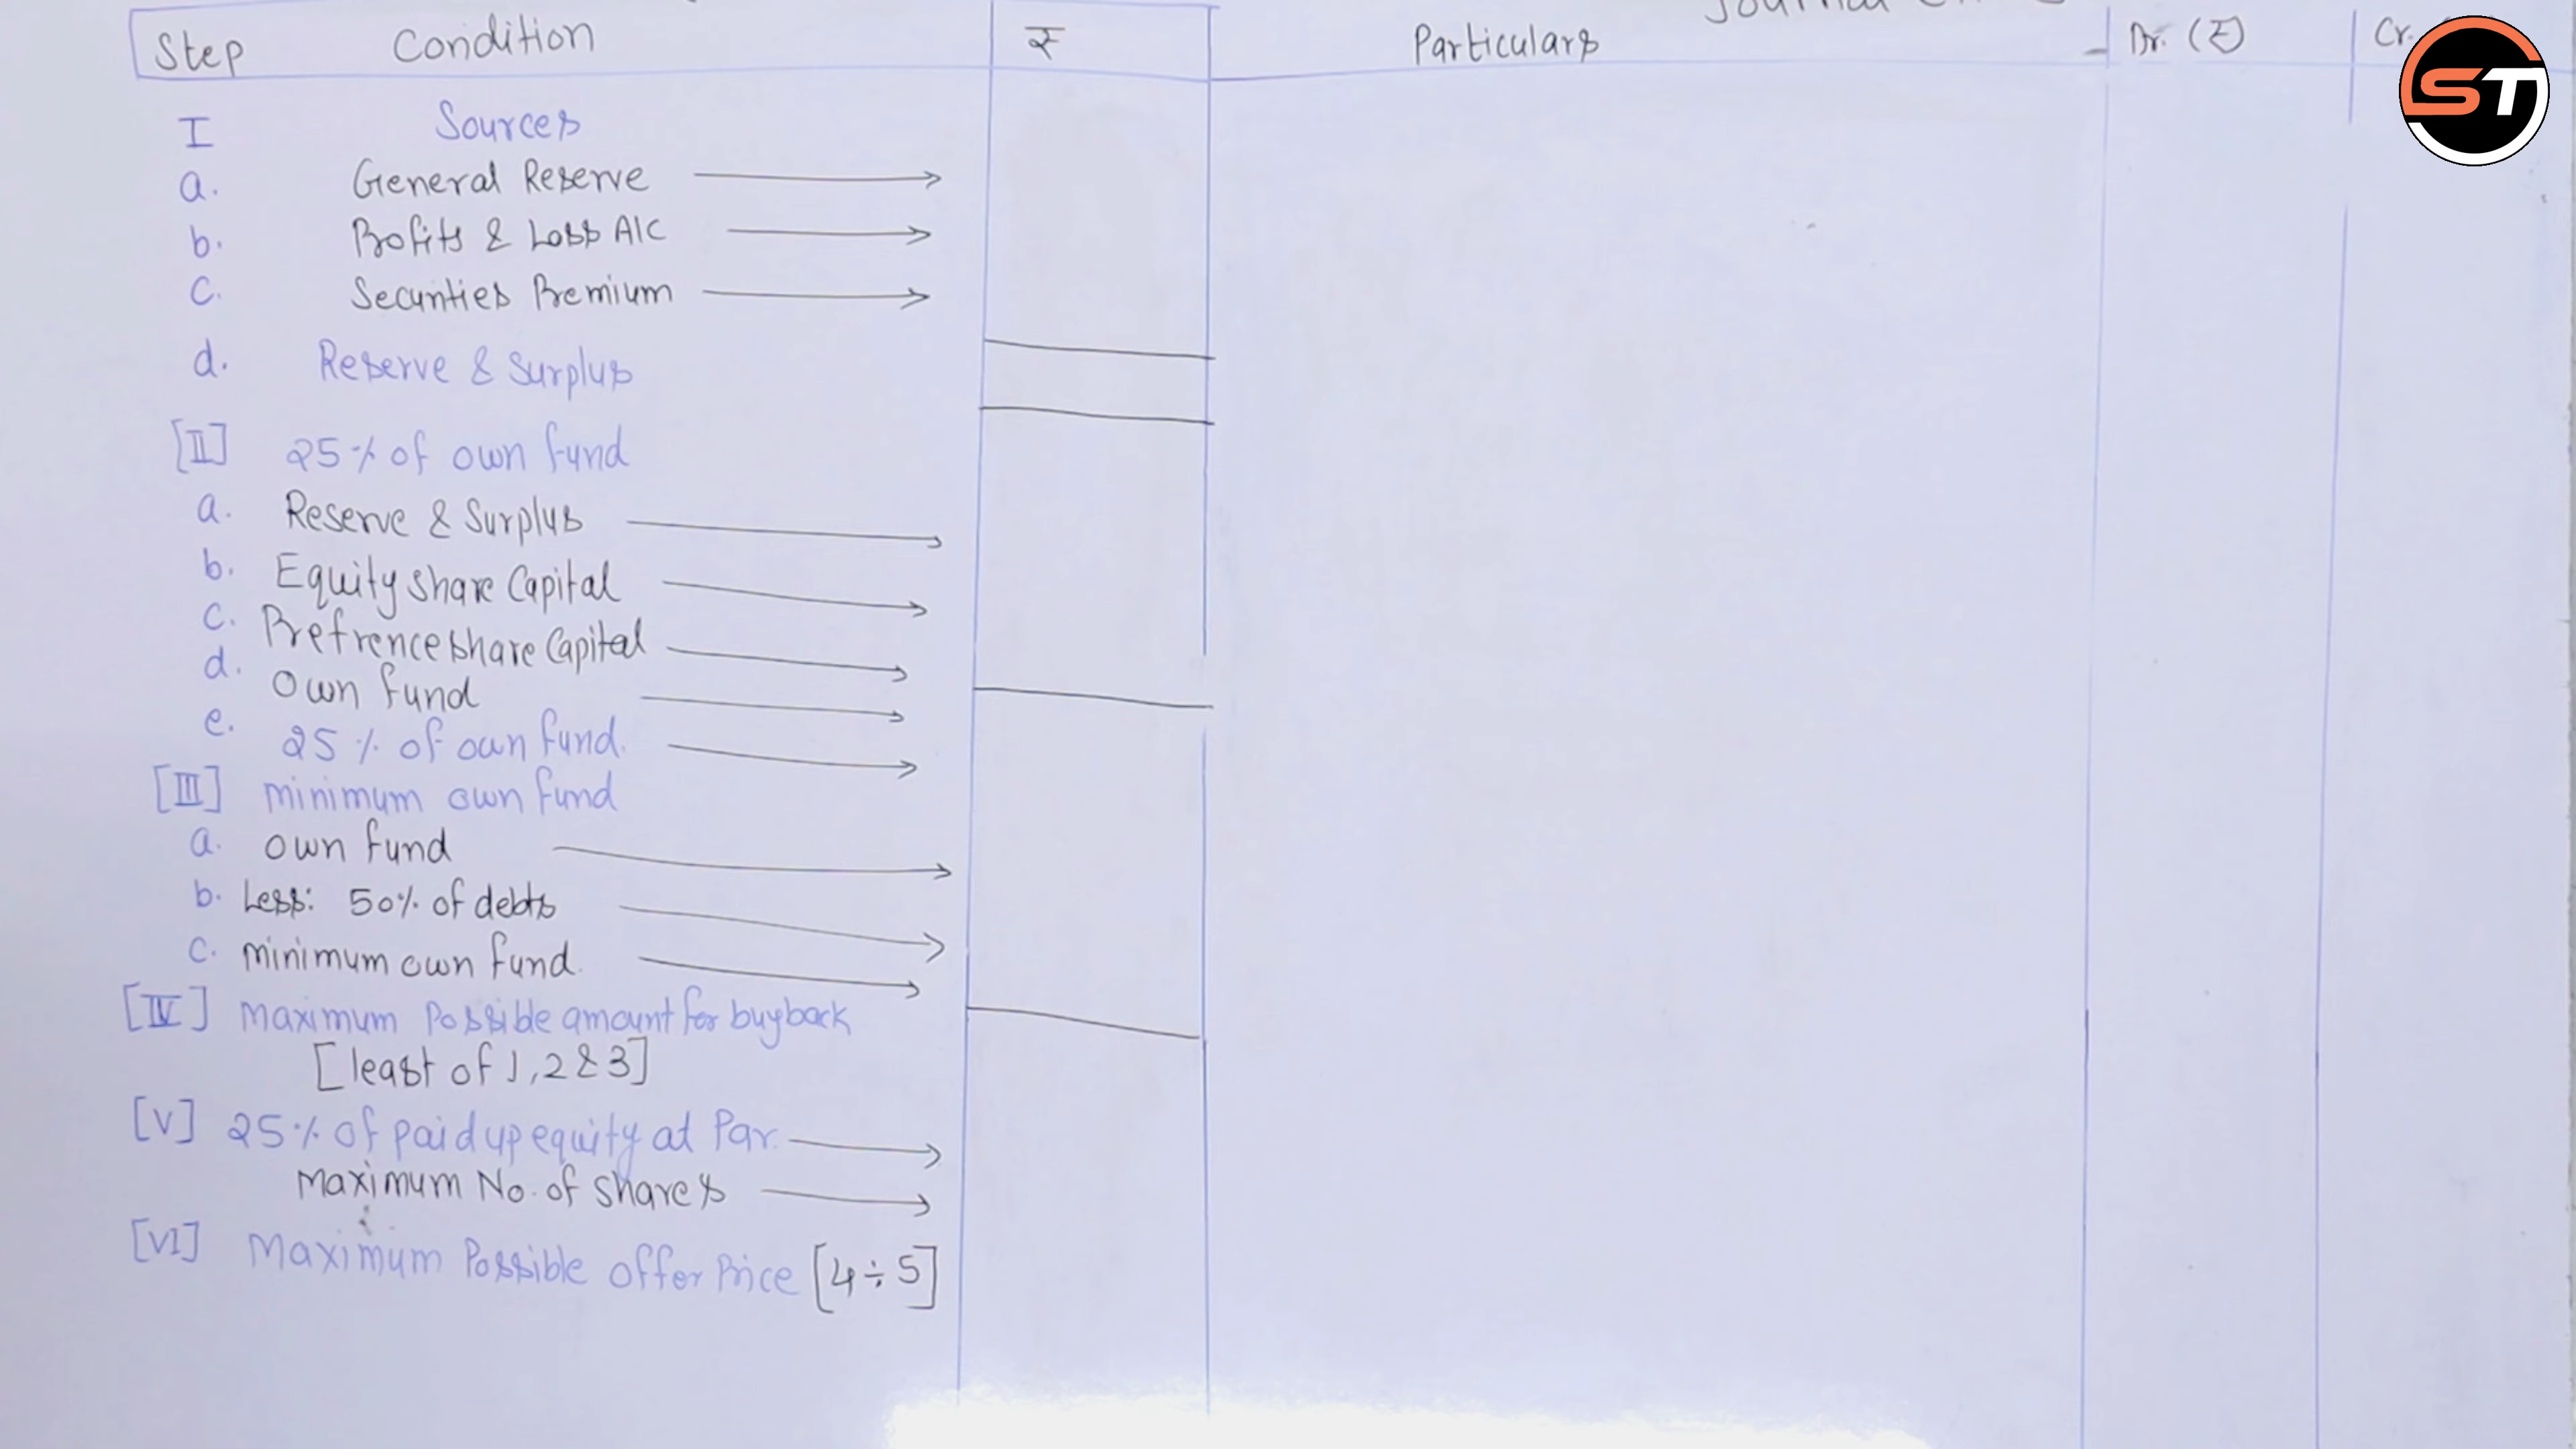 Step Condition ₹ Particulars Dr. (₹) Cr.
ST
I Sources
a. General Reserve
b. Profits & Loss A/C
c. Securities Premium
d. Reserve & Surplus
[II] 25% of own fund
a. Reserve & Surplus
b. Equity share Capital
c. Prefrence share Capital
d. Own fund
e. 25% of own fund.
[III] minimum own fund
a. own fund
b. Less: 50% of debts
c. minimum own fund.
[IV] Maximum Possible amount for buyback
[least of 1, 2 & 3]
[V] 25% of paid up equity at Par.
Maximum No. of shares
[VI] Maximum Possible offer Price [4÷5]